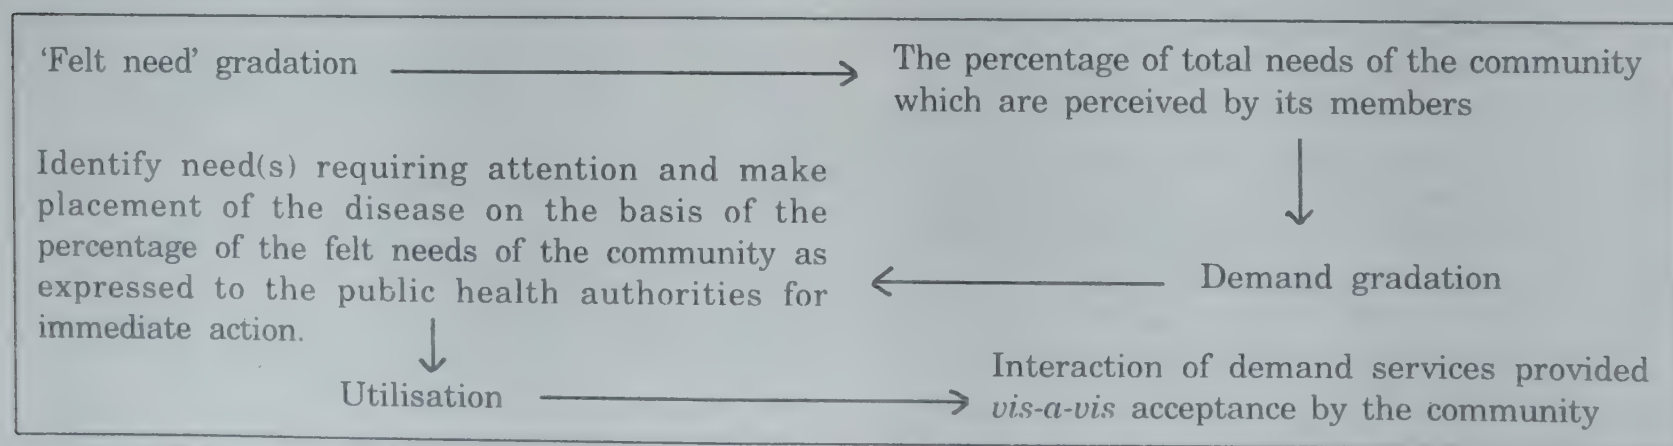 ‘Felt need’ gradation
The percentage of total needs of the community
which are perceived by its members
Demand gradation
Identify need(s) requiring attention and make
placement of the disease on the basis of the
percentage of the felt needs of the community as
expressed to the public health authorities for
immediate action.
Utilisation
Interaction of demand services provided
vis-a-vis acceptance by the community